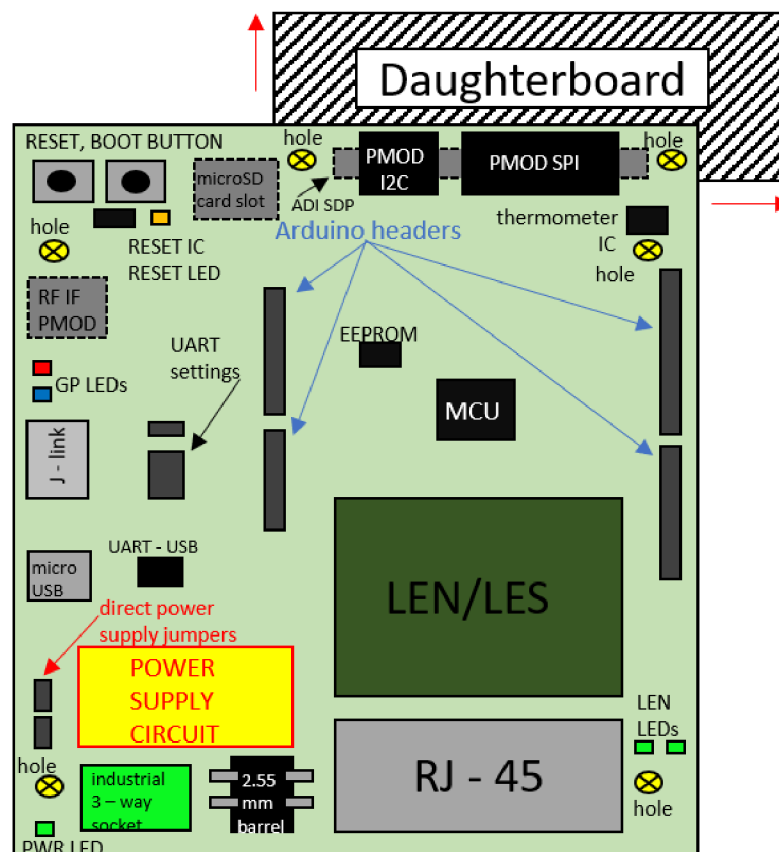 Daughterboard
RESET, BOOT BUTTON
hole
hole
PMOD
I2C
PMOD SPI
microSD
card slot
ADI SDP
thermometer
IC
hole
hole
RESET IC
RESET LED
Arduino headers
RF IF
PMOD
UART
settings
EEPROM
GP LEDs
MCU
J - link
UART - USB
micro
USB
LEN/LES
direct power
supply jumpers
POWER
SUPPLY
CIRCUIT
LEN
LEDs
RJ - 45
hole
industrial
3 – way
socket
2.55
mm
barrel
hole
PWR LED